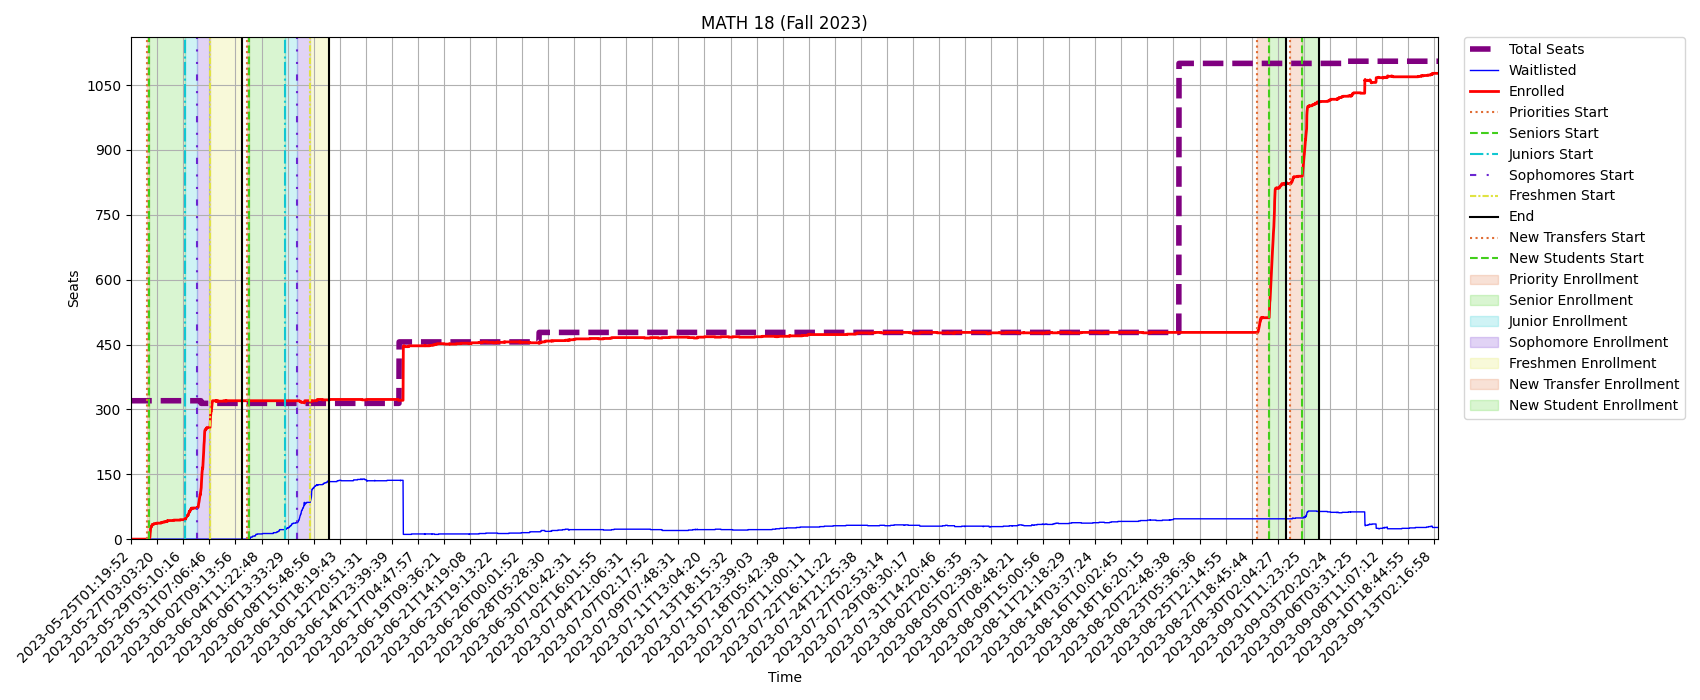 MATH 18 (Fall 2023)
Seats
1050
900
750
600
450
300
150
0
2023-05-25T01:19:52
2023-05-27T03:03:20
2023-05-29T05:10:16
2023-05-31T07:06:46
2023-06-02T09:13:56
2023-06-04T11:22:48
2023-06-06T13:33:29
2023-06-08T15:48:56
2023-06-10T18:19:43
2023-06-12T20:51:31
2023-06-14T23:39:39
2023-06-17T04:47:57
2023-06-19T09:36:21
2023-06-21T14:19:08
2023-06-23T19:13:22
2023-06-26T00:01:52
2023-06-28T05:28:30
2023-06-30T10:42:31
2023-07-02T16:01:55
2023-07-04T21:06:31
2023-07-07T02:17:52
2023-07-09T07:48:31
2023-07-11T13:04:20
2023-07-13T18:15:32
2023-07-15T23:39:03
2023-07-18T05:42:38
2023-07-20T11:00:11
2023-07-22T16:11:22
2023-07-24T21:25:38
2023-07-27T02:53:14
2023-07-29T08:30:17
2023-07-31T14:20:46
2023-08-02T20:16:35
2023-08-05T02:39:31
2023-08-07T08:48:21
2023-08-09T15:00:56
2023-08-11T21:18:29
2023-08-14T03:37:24
2023-08-16T10:02:45
2023-08-18T16:20:15
2023-08-20T22:48:38
2023-08-23T05:36:36
2023-08-25T12:14:55
2023-08-27T18:45:44
2023-08-30T02:04:27
2023-09-01T11:23:25
2023-09-03T20:20:24
2023-09-06T03:31:25
2023-09-08T11:07:12
2023-09-10T18:44:55
2023-09-13T02:16:58
Time
Total Seats
Waitlisted
Enrolled
Priorities Start
Seniors Start
Juniors Start
Sophomores Start
Freshmen Start
End
New Transfers Start
New Students Start
Priority Enrollment
Senior Enrollment
Junior Enrollment
Sophomore Enrollment
Freshmen Enrollment
New Transfer Enrollment
New Student Enrollment